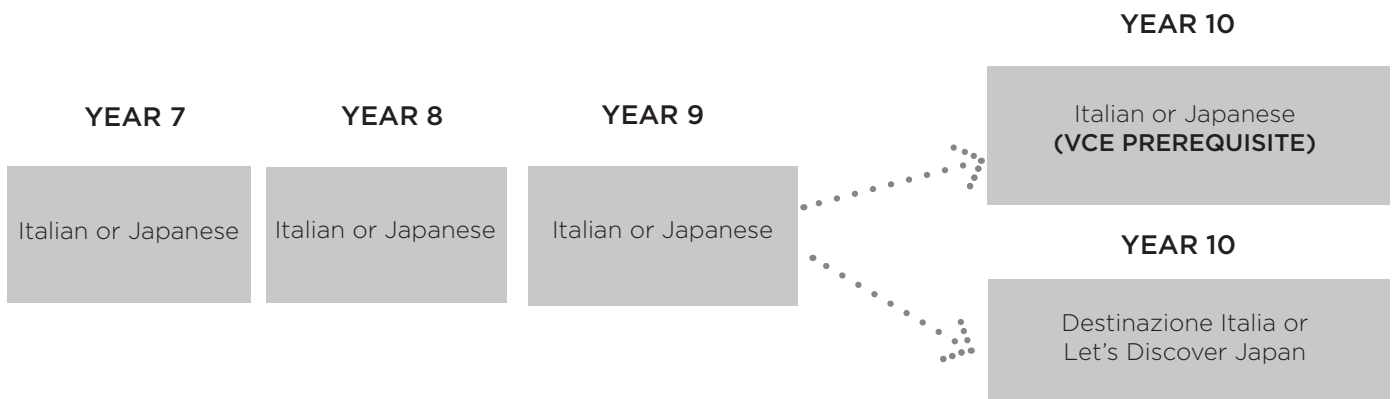 YEAR 7
Italian or Japanese
YEAR 8
Italian or Japanese
YEAR 9
Italian or Japanese
YEAR 10
Italian or Japanese
(VCE PREREQUISITE)
YEAR 10
Destinazione Italia or
Let's Discover Japan